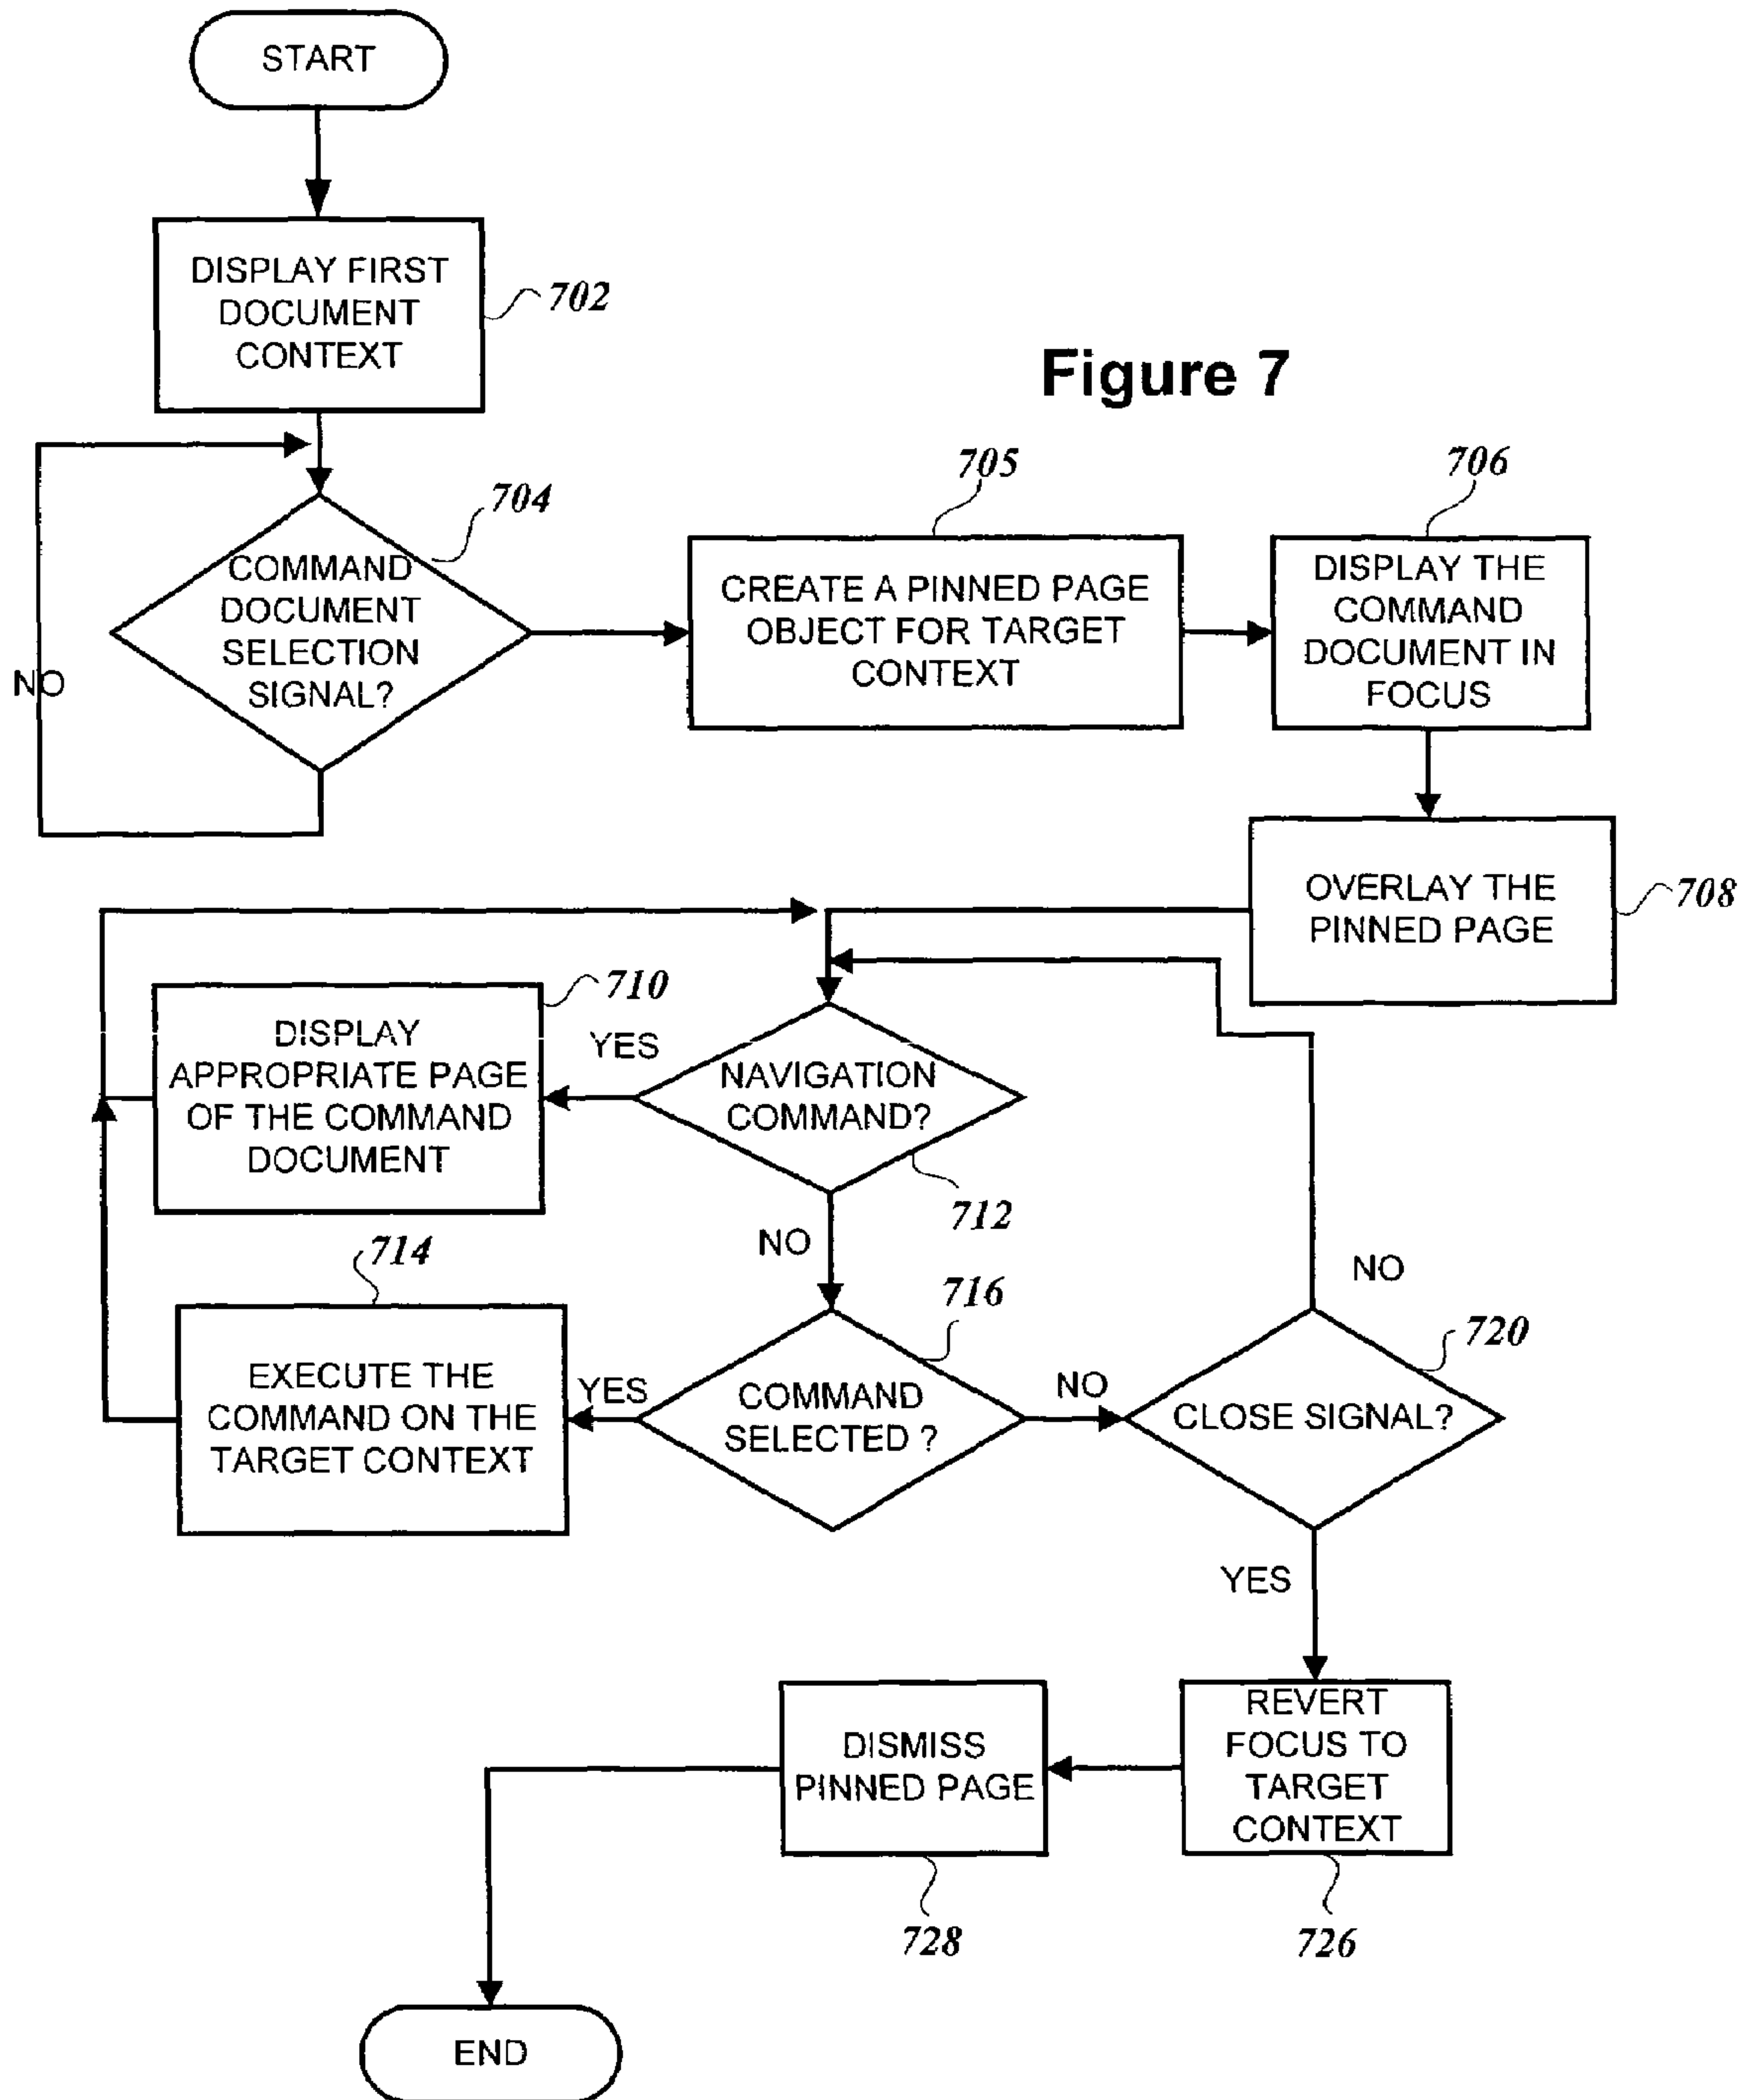 START
DISPLAY FIRST
DOCUMENT
CONTEXT
702
Figure 7
COMMAND
DOCUMENT
SELECTION
SIGNAL?
704
NO
705
CREATE A PINNED PAGE
OBJECT FOR TARGET
CONTEXT
706
DISPLAY THE
COMMAND
DOCUMENT IN
FOCUS
OVERLAY THE
PINNED PAGE
708
710
DISPLAY
APPROPRIATE PAGE
OF THE COMMAND
DOCUMENT
YES
NAVIGATION
COMMAND?
712
NO
714
EXECUTE THE
COMMAND ON THE
TARGET CONTEXT
YES
716
COMMAND
SELECTED ?
NO
NO
720
CLOSE SIGNAL?
YES
REVERT
FOCUS TO
TARGET
CONTEXT
726
DISMISS
PINNED PAGE
728
END